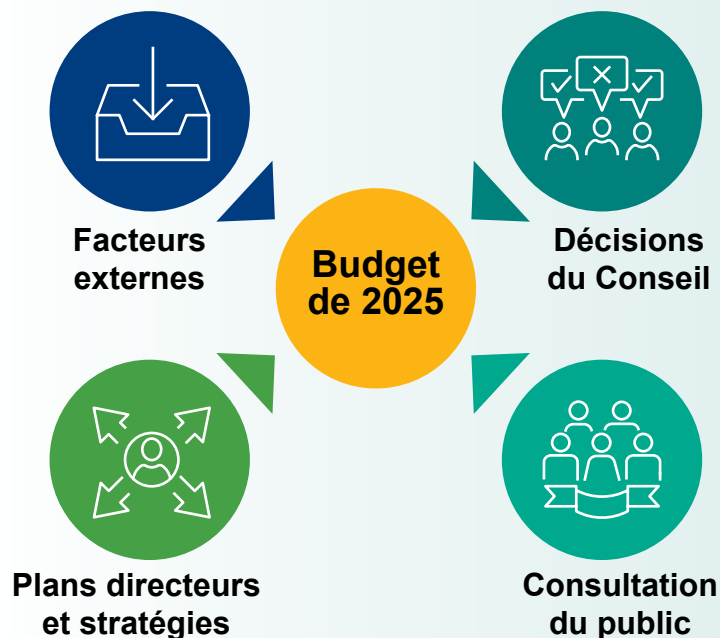 Facteurs
externes
Décisions
du Conseil
Budget
de 2025
Plans directeurs
et stratégies
Consultation
du public